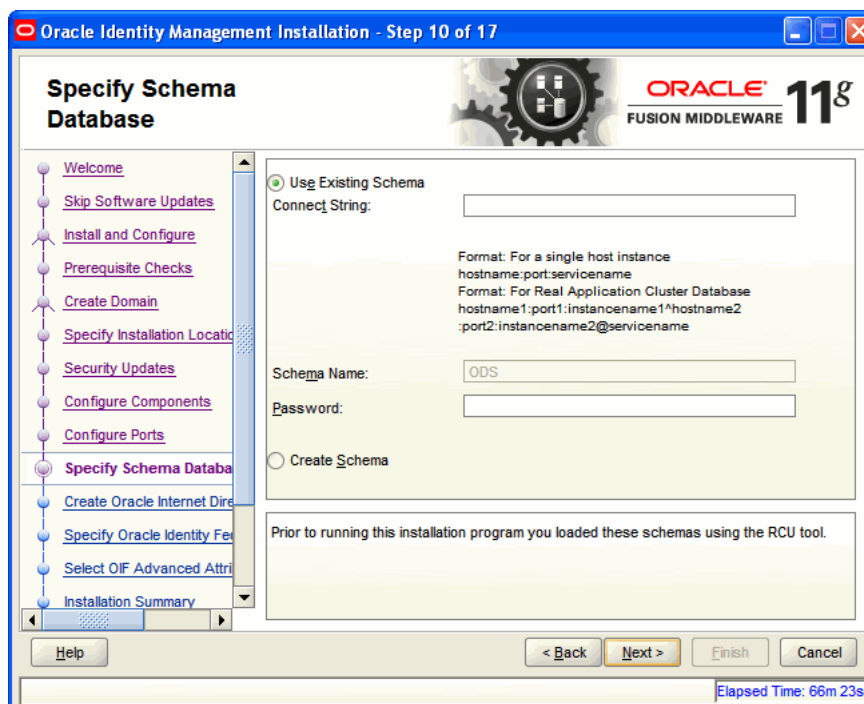 Oracle Identity Management Installation - Step 10 of 17
Specify Schema
Database
ORACLE
FUSION MIDDLEWARE
11g
Welcome
Skip Software Updates
Install and Configure
Prerequisite Checks
Create Domain
Specify Installation Locatio
Security Updates
Configure Components
Configure Ports
Specify Schema Databa
Create Oracle Internet Dire
Specify Oracle Identity Fed
Select OIF Advanced Attri
Installation Summary
Use Existing Schema
Connect String:
Format: For a single host instance
hostname:port:servicename
Format: For Real Application Cluster Database
hostname1:port1:instancename1^hostname2
:port2:instancename2@servicename
Schema Name:
ODS
Password:
Create Schema
Prior to running this installation program you loaded these schemas using the RCU tool.
Help
< Back
Next >
Finish
Cancel
Elapsed Time: 66m 23s